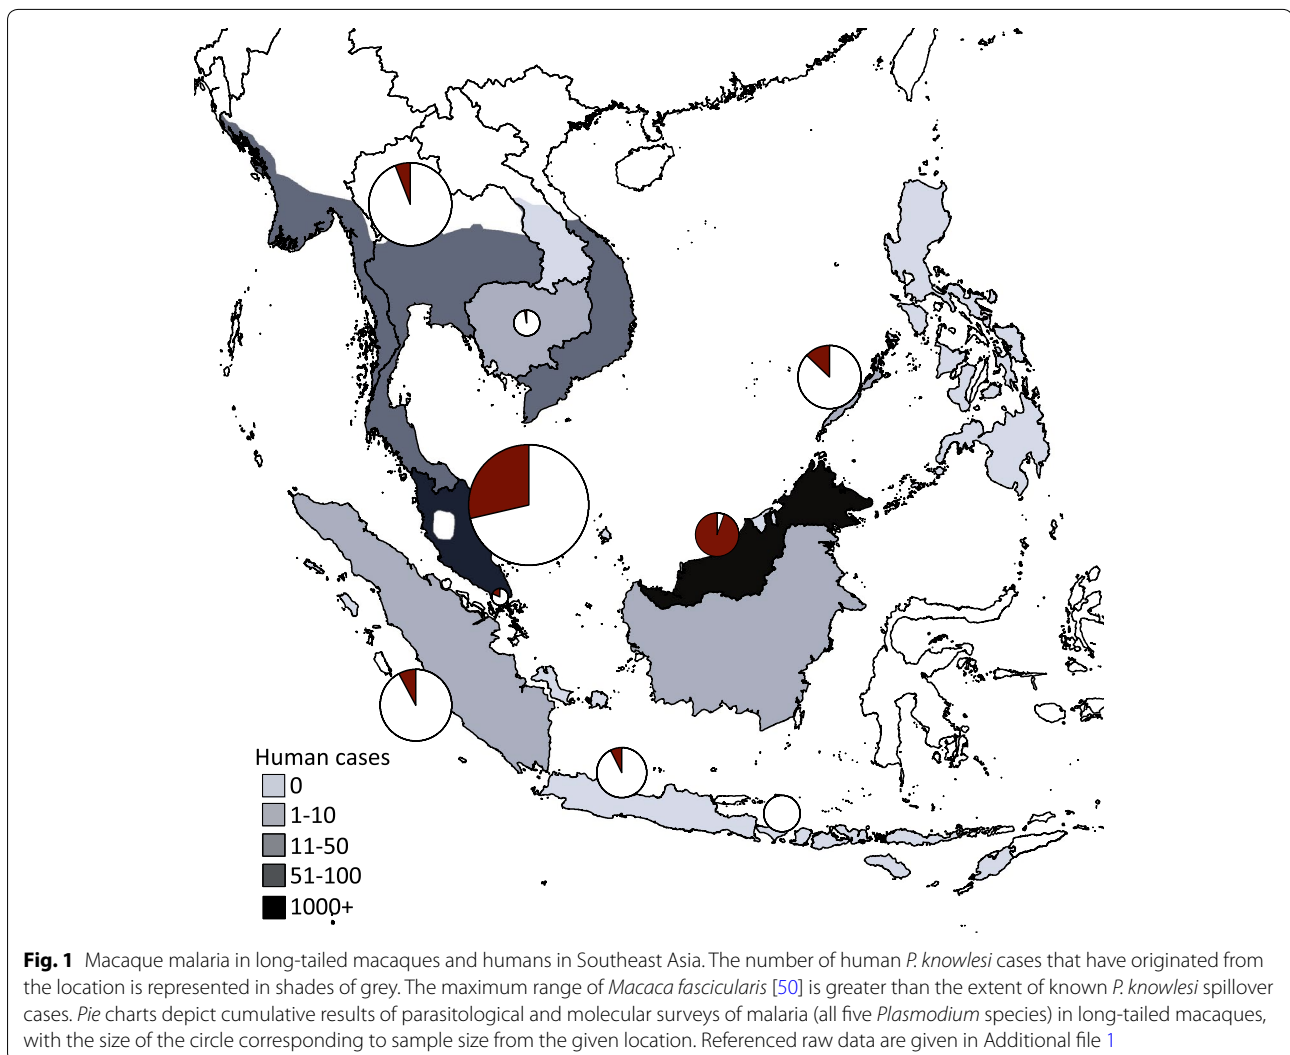 Human cases
0
1-10
11-50
51-100
1000+
Fig. 1 Macaque malaria in long-tailed macaques and humans in Southeast Asia. The number of human P. knowlesi cases that have originated from
the location is represented in shades of grey. The maximum range of Macaca fascicularis [50] is greater than the extent of known P. knowlesi spillover
cases. Pie charts depict cumulative results of parasitological and molecular surveys of malaria (all five Plasmodium species) in long-tailed macaques,
with the size of the circle corresponding to sample size from the given location. Referenced raw data are given in Additional file 1